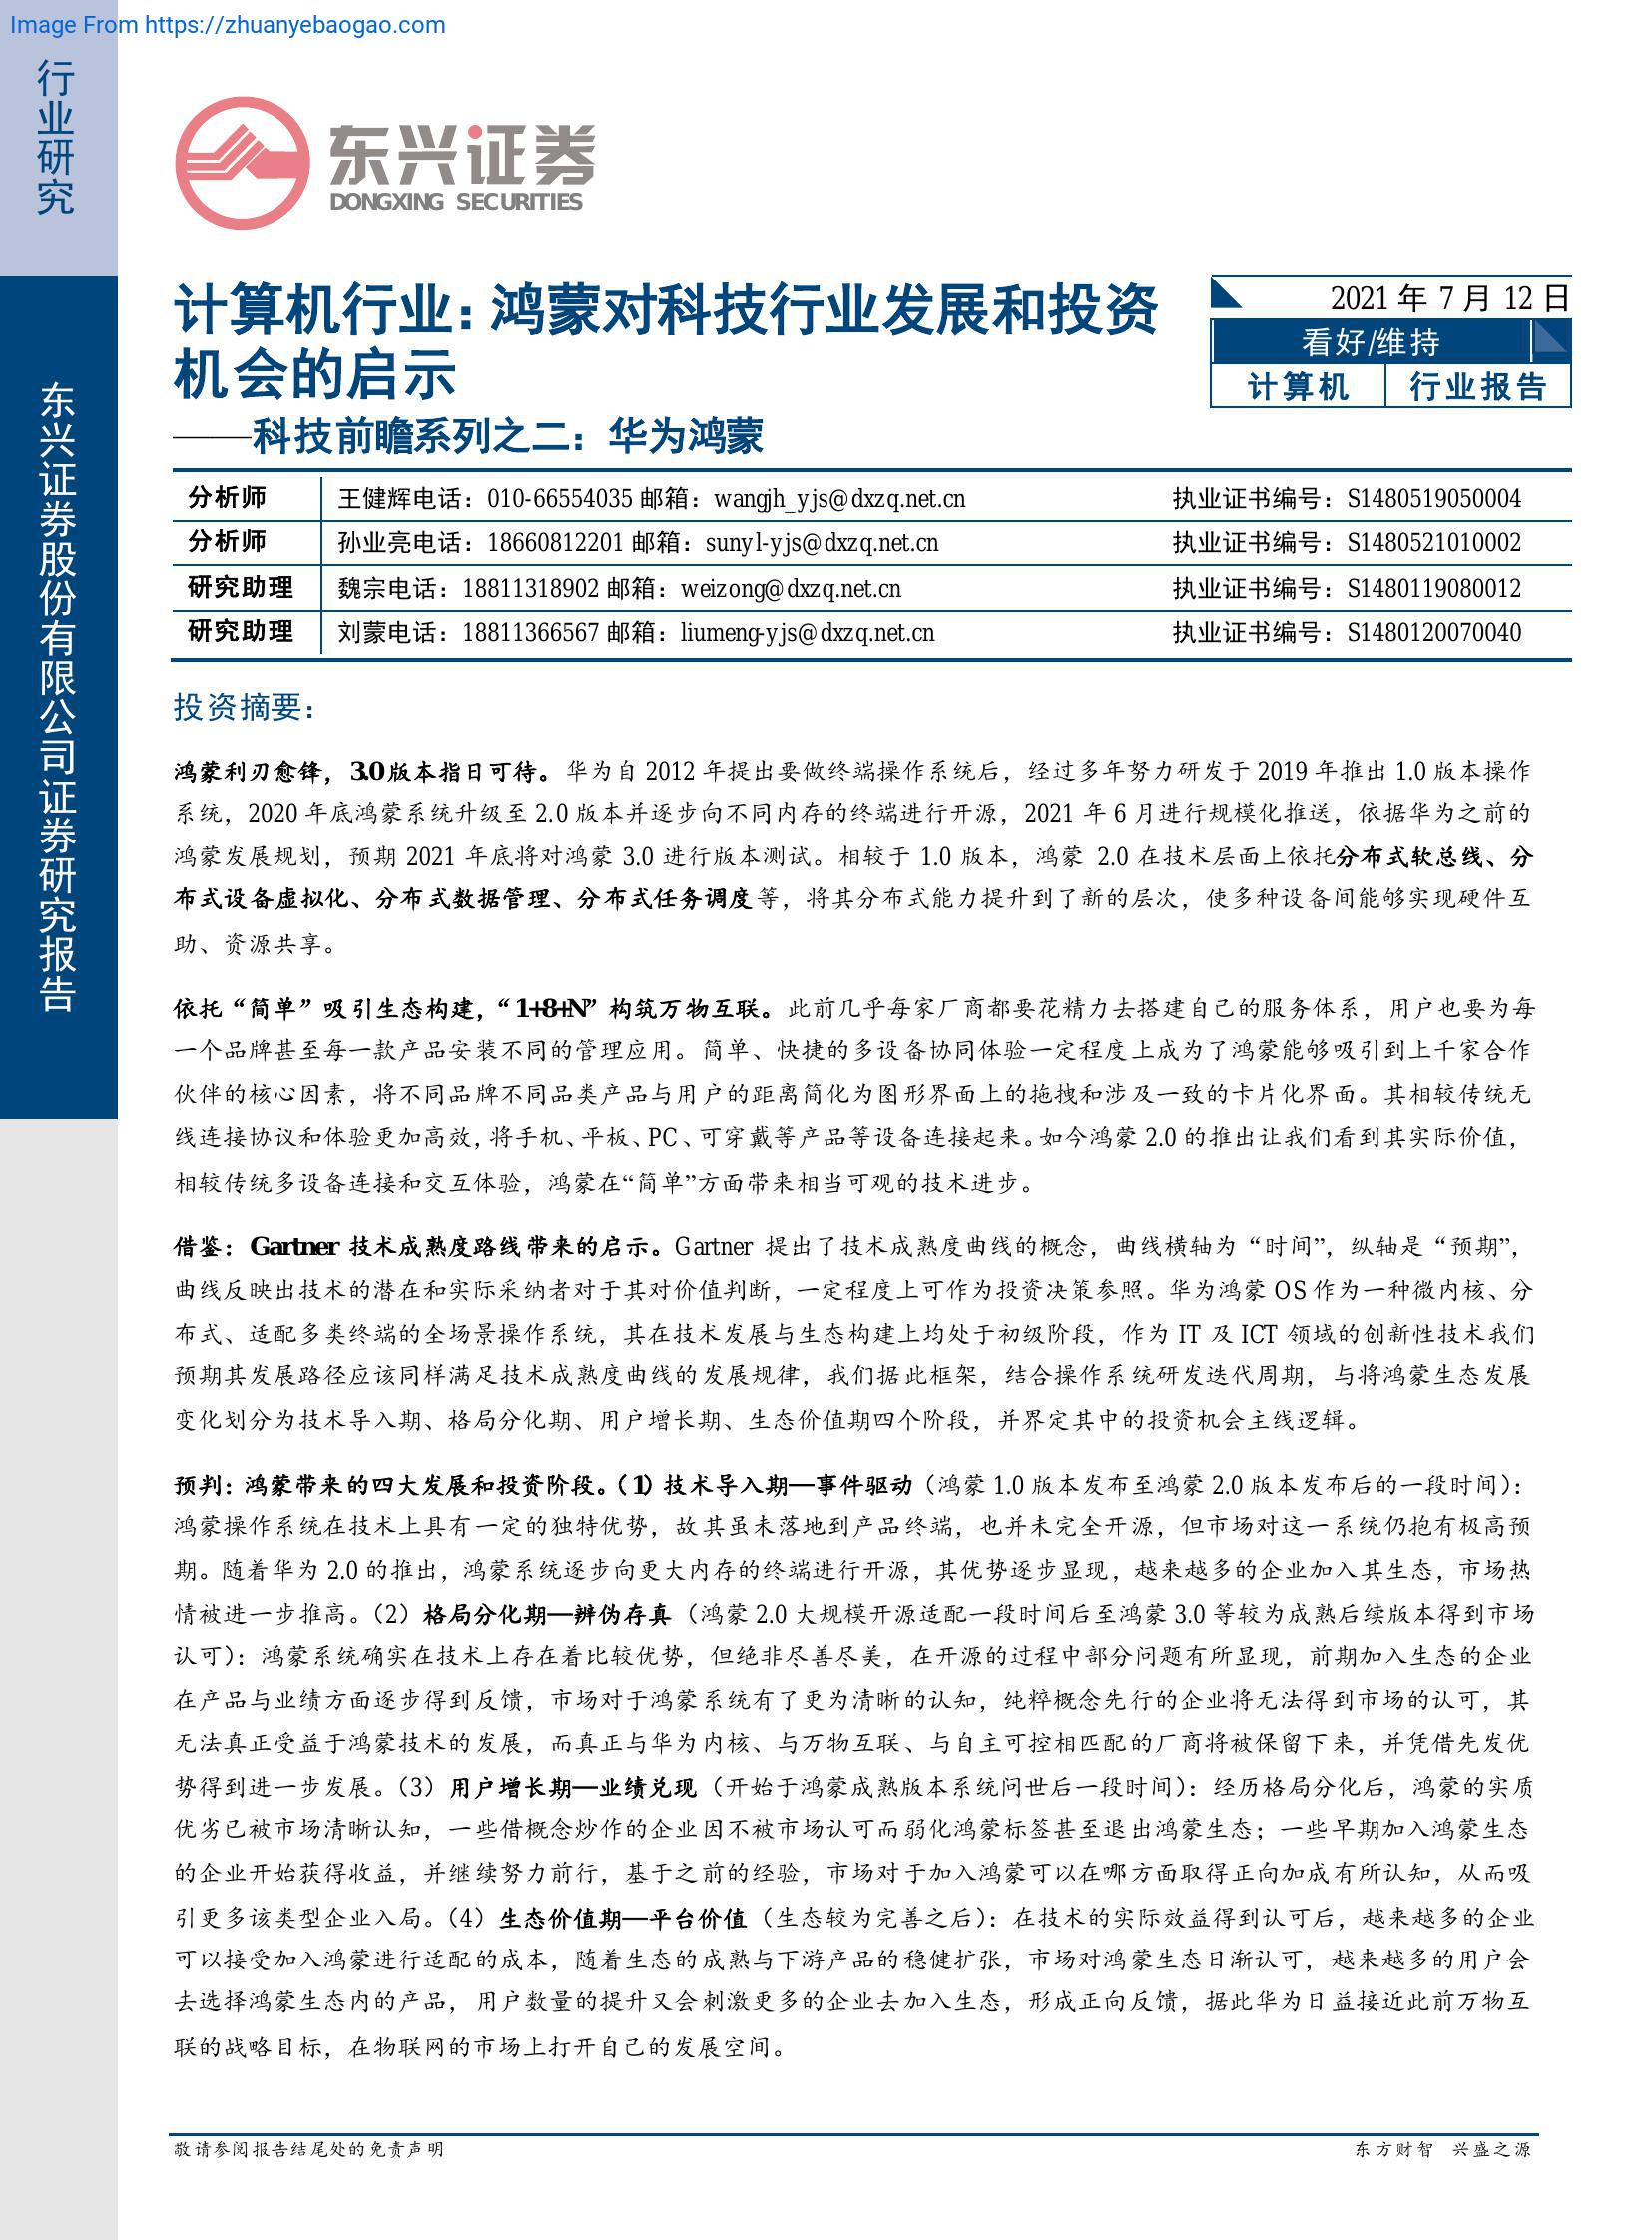 Image From https://zhuanyebaogao.com
行业研究
东兴证券股份有限公司证券研究报告
东兴证券
DONGXING SECURITIES
计算机行业：鸿蒙对科技行业发展和投资
机会的启示
——科技前瞻系列之二：华为鸿蒙
2021 年 7 月 12 日
看好/维持
计算机 行业报告
分析师 王健辉电话：010-66554035 邮箱：wangjh_yjs@dxzq.net.cn 执业证书编号：S1480519050004
分析师 孙业亮电话：18660812201 邮箱：sunyl-yjs@dxzq.net.cn 执业证书编号：S1480521010002
研究助理 魏宗电话：18811318902 邮箱：weizong@dxzq.net.cn 执业证书编号：S1480119080012
研究助理 刘蒙电话：18811366567 邮箱：liumeng-yjs@dxzq.net.cn 执业证书编号：S1480120070040
投资摘要：
鸿蒙利刃愈锋，3.0 版本指日可待。华为自 2012 年提出要做终端操作系统后，经过多年努力研发于 2019 年推出 1.0 版本操作
系统，2020 年底鸿蒙系统升级至 2.0 版本并逐步向不同内存的终端进行开源，2021 年 6 月进行规模化推送，依据华为之前的
鸿蒙发展规划，预期 2021 年底将对鸿蒙 3.0 进行版本测试。相较于 1.0 版本，鸿蒙 2.0 在技术层面上依托分布式软总线、分
布式设备虚拟化、分布式数据管理、分布式任务调度等，将其分布式能力提升到了新的层次，使多种设备间能够实现硬件互
助、资源共享。
依托“简单”吸引生态构建，“1+8+N”构筑万物互联。此前几乎每家厂商都要花精力去搭建自己的服务体系，用户也要为每
一个品牌甚至每一款产品安装不同的管理应用。简单、快捷的多设备协同体验一定程度上成为了鸿蒙能够吸引到上千家合作
伙伴的核心因素，将不同品牌不同品类产品与用户的距离简化为图形界面上的拖拽和涉及一致的卡片化界面。其相较传统无
线连接协议和体验更加高效，将手机、平板、PC、可穿戴等产品等设备连接起来。如今鸿蒙 2.0 的推出让我们看到其实际价值，
相较传统多设备连接和交互体验，鸿蒙在“简单”方面带来相当可观的技术进步。
借鉴：Gartner 技术成熟度路线带来的启示。Gartner 提出了技术成熟度曲线的概念，曲线横轴为“时间”，纵轴是“预期”，
曲线反映出技术的潜在和实际采纳者对于其对价值判断，一定程度上可作为投资决策参照。华为鸿蒙 OS 作为一种微内核、分
布式、适配多类终端的全场景操作系统，其在技术发展与生态构建上均处于初级阶段，作为 IT 及 ICT 领域的创新性技术我们
预期其发展路径应该同样满足技术成熟度曲线的发展规律，我们据此框架，结合操作系统研发迭代周期，与将鸿蒙生态发展
变化划分为技术导入期、格局分化期、用户增长期、生态价值期四个阶段，并界定其中的投资机会主线逻辑。
预判：鸿蒙带来的四大发展和投资阶段。（1）技术导入期—事件驱动（鸿蒙 1.0 版本发布至鸿蒙 2.0 版本发布后的一段时间）：
鸿蒙操作系统在技术上具有一定的独特优势，故其虽未落地到产品终端，也并未完全开源，但市场对这一系统仍抱有极高预
期。随着华为 2.0 的推出，鸿蒙系统逐步向更大内存的终端进行开源，其优势逐步显现，越来越多的企业加入其生态，市场热
情被进一步推高。（2）格局分化期—辨伪存真（鸿蒙 2.0 大规模开源适配一段时间后至鸿蒙 3.0 等较为成熟后续版本得到市场
认可）：鸿蒙系统确实在技术上存在着比较优势，但绝非尽善尽美，在开源的过程中部分问题有所显现，前期加入生态的企业
在产品与业绩方面逐步得到反馈，市场对于鸿蒙系统有了更为清晰的认知，纯粹概念先行的企业将无法得到市场的认可，其
无法真正受益于鸿蒙技术的发展，而真正与华为内核、与万物互联、与自主可控相匹配的厂商将被保留下来，并凭借先发优
势得到进一步发展。（3）用户增长期—业绩兑现（开始于鸿蒙成熟版本系统问世后一段时间）：经历格局分化后，鸿蒙的实质
优劣已被市场清晰认知，一些借概念炒作的企业因不被市场认可而弱化鸿蒙标签甚至退出鸿蒙生态；一些早期加入鸿蒙生态
的企业开始获得收益，并继续努力前行，基于之前的经验，市场对于加入鸿蒙可以在哪方面取得正向加成有所认知，从而吸
引更多该类型企业入局。（4）生态价值期—平台价值（生态较为完善之后）：在技术的实际效益得到认可后，越来越多的企业
可以接受加入鸿蒙进行适配的成本，随着生态的成熟与下游产品的稳健扩张，市场对鸿蒙生态日渐认可，越来越多的用户会
去选择鸿蒙生态内的产品，用户数量的提升又会刺激更多的企业去加入生态，形成正向反馈，据此华为日益接近此前万物互
联的战略目标，在物联网的市场上打开自己的发展空间。
敬请参阅报告结尾处的免责声明 东方财智 兴盛之源